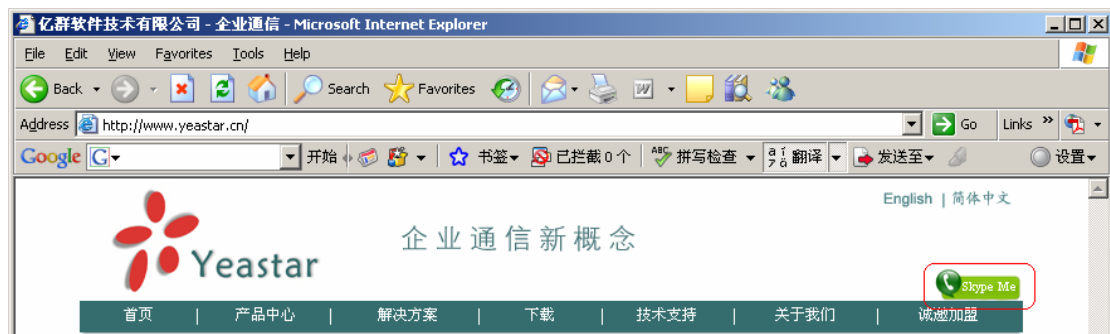 亿群软件技术有限公司 - 企业通信 - Microsoft Internet Explorer
File Edit View Favorites Tools Help
Back Search Favorites
Address http://www.yeastar.cn/ Go Links »
Google G 开始 书签 已拦截 0 个 ABC 拼写检查 翻译 发送至 设置
English | 简体中文
Yeastar 企业通信新概念
Skype Me
首页 | 产品中心 | 解决方案 | 下载 | 技术支持 | 关于我们 | 诚邀加盟